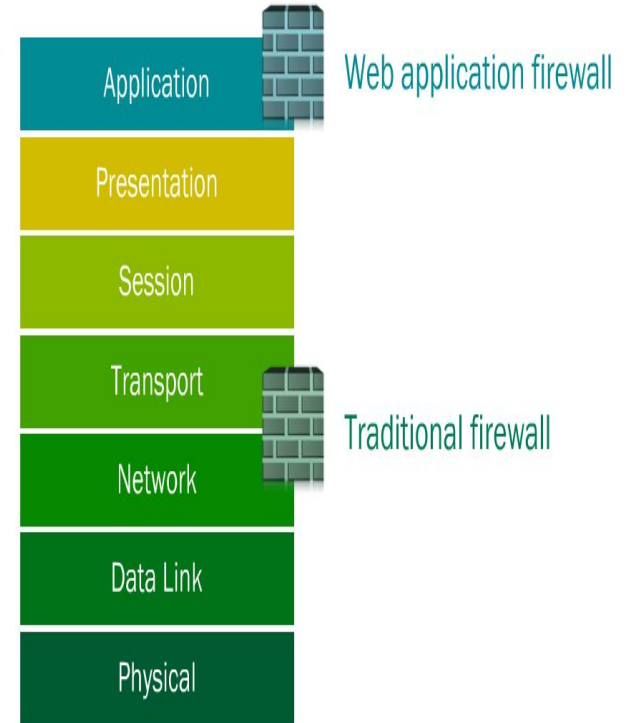 Application
Web application firewall
Presentation
Session
Transport
Traditional firewall
Network
Data Link
Physical